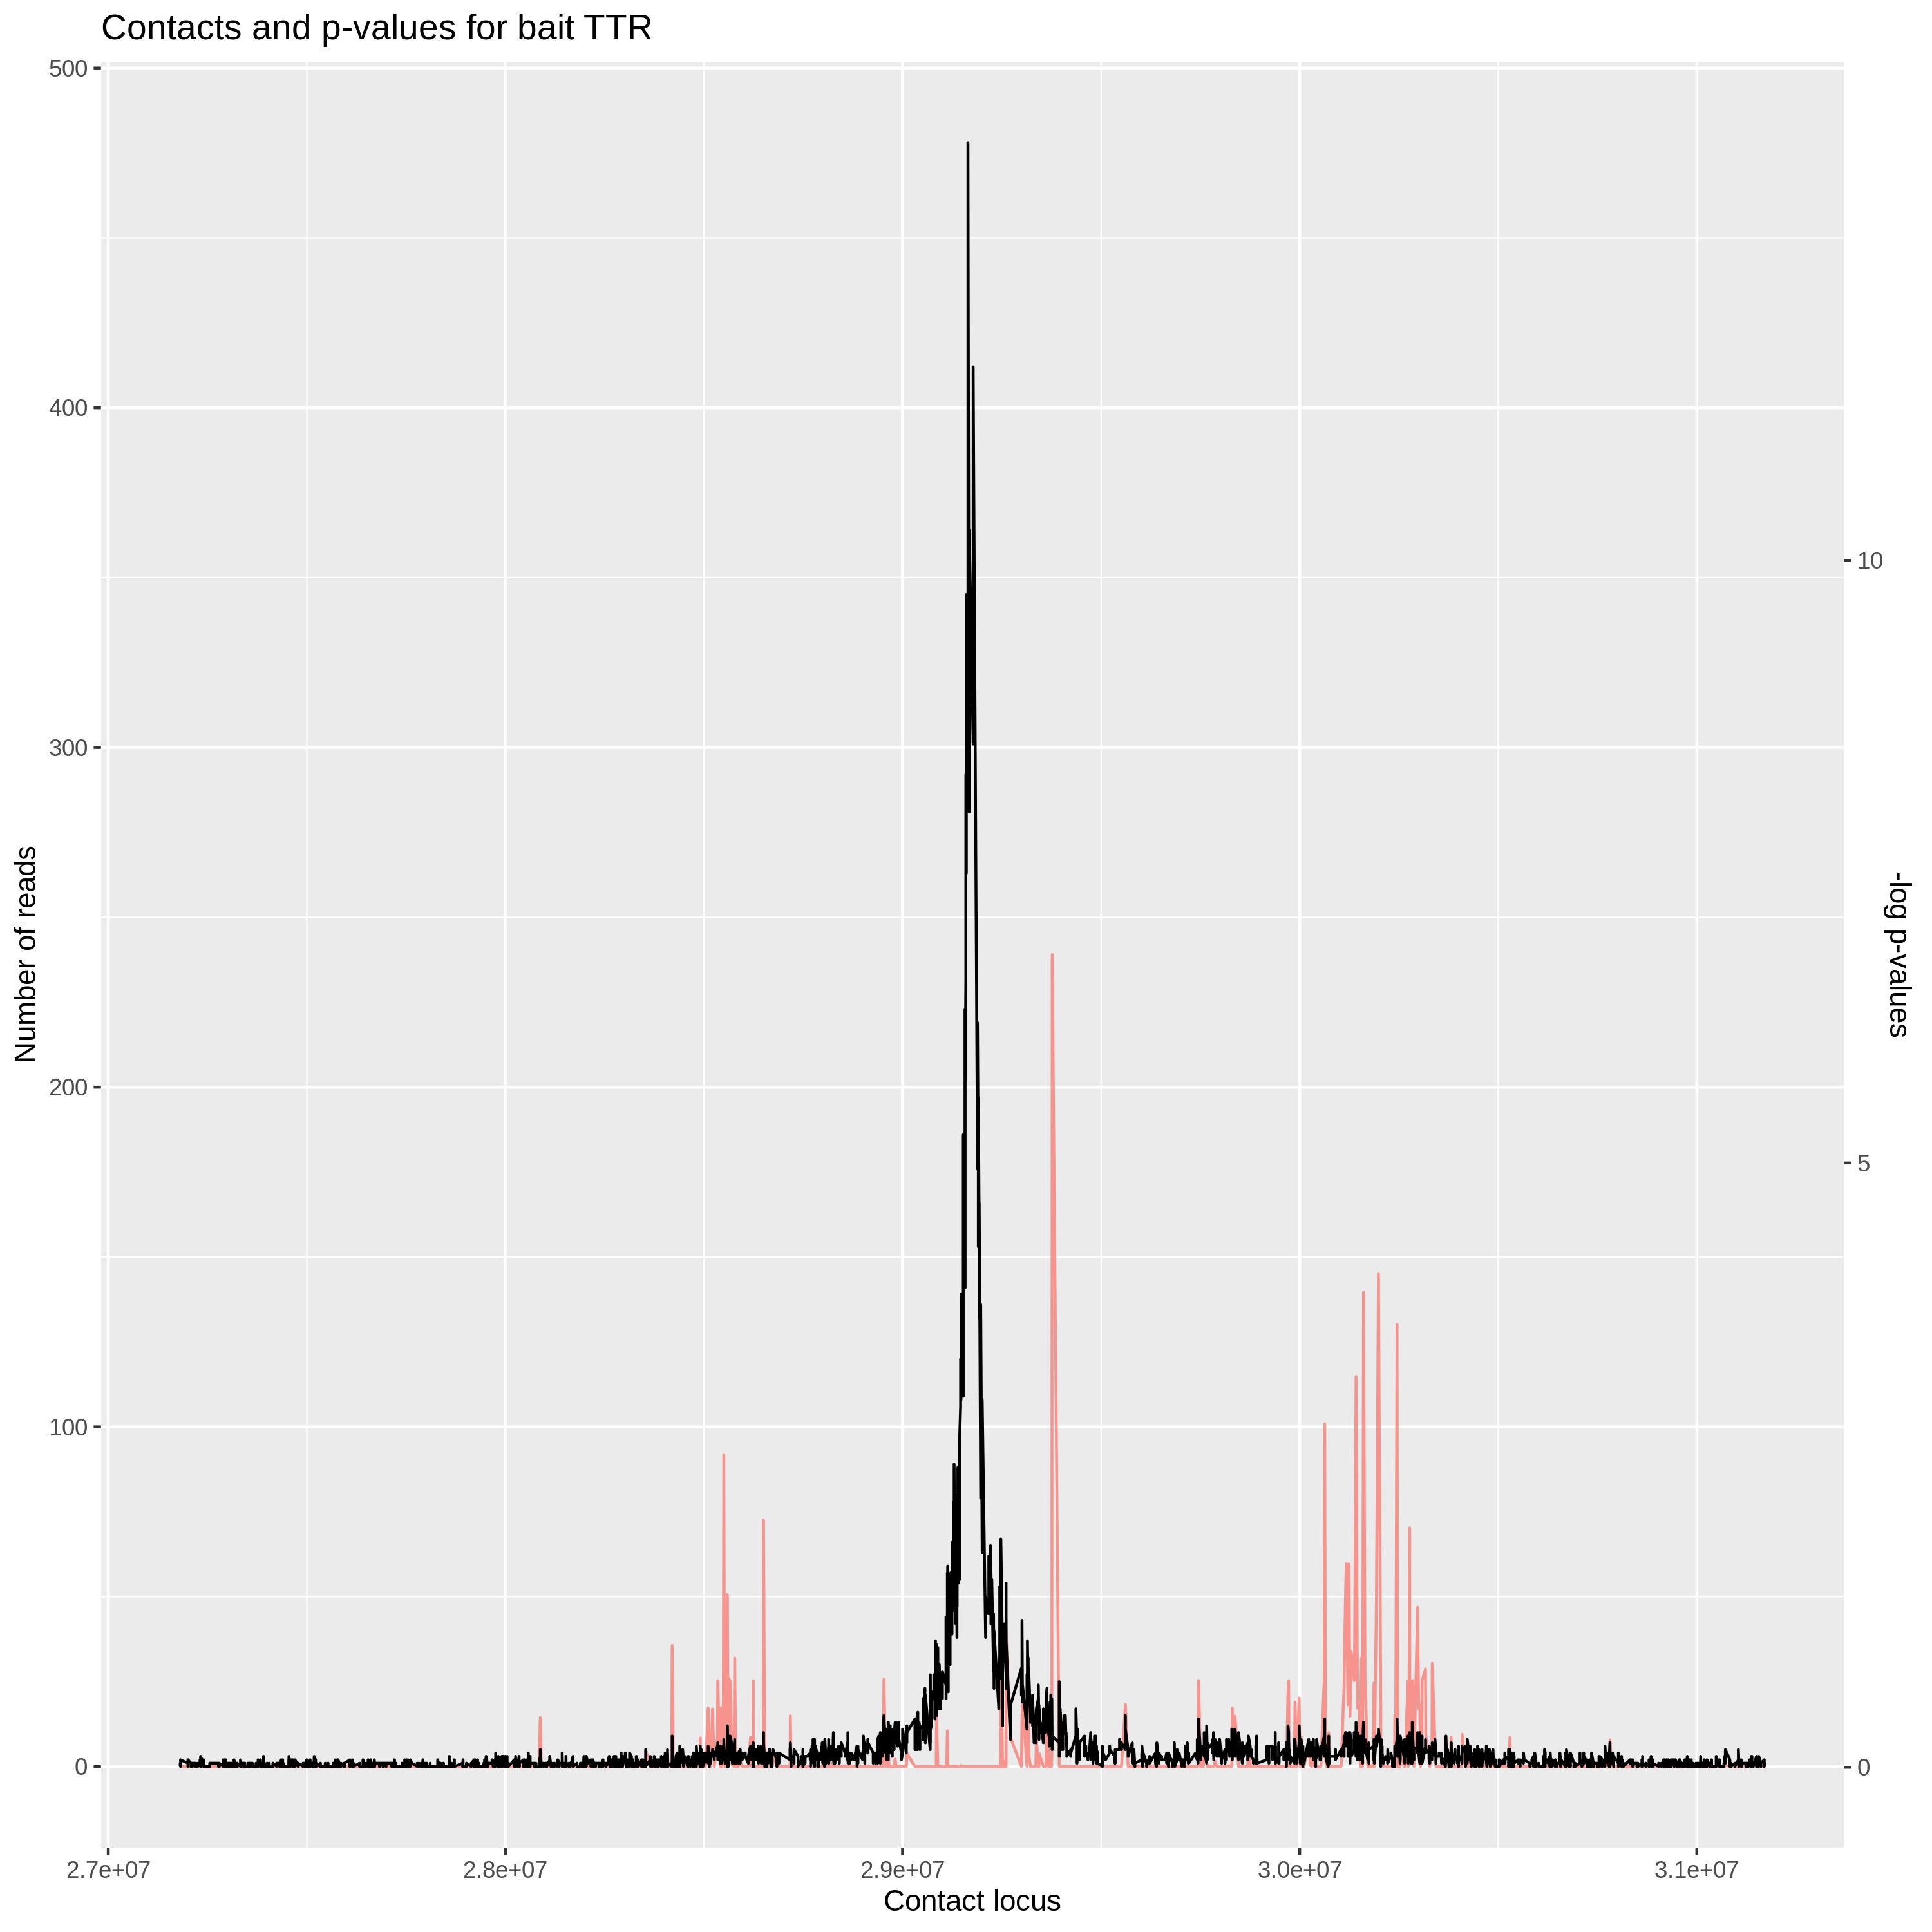 Contacts and p-values for bait TTR
500
400
300
200
100
0
Number of reads
10
5
0
-log p-values
2.7e+07
2.8e+07
2.9e+07
3.0e+07
3.1e+07
Contact locus